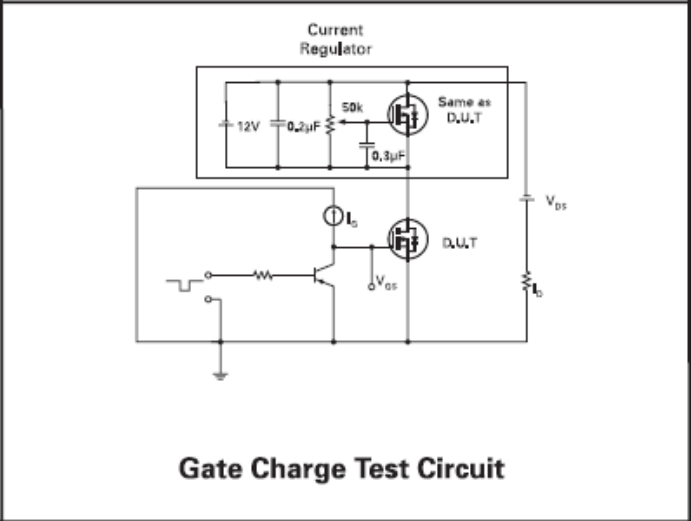 Current
Regulator
12V
0.2µF
50k
0.3µF
Same as
D.U.T
I
V
DS
D.U.T
V
GS
I
D
Gate Charge Test Circuit